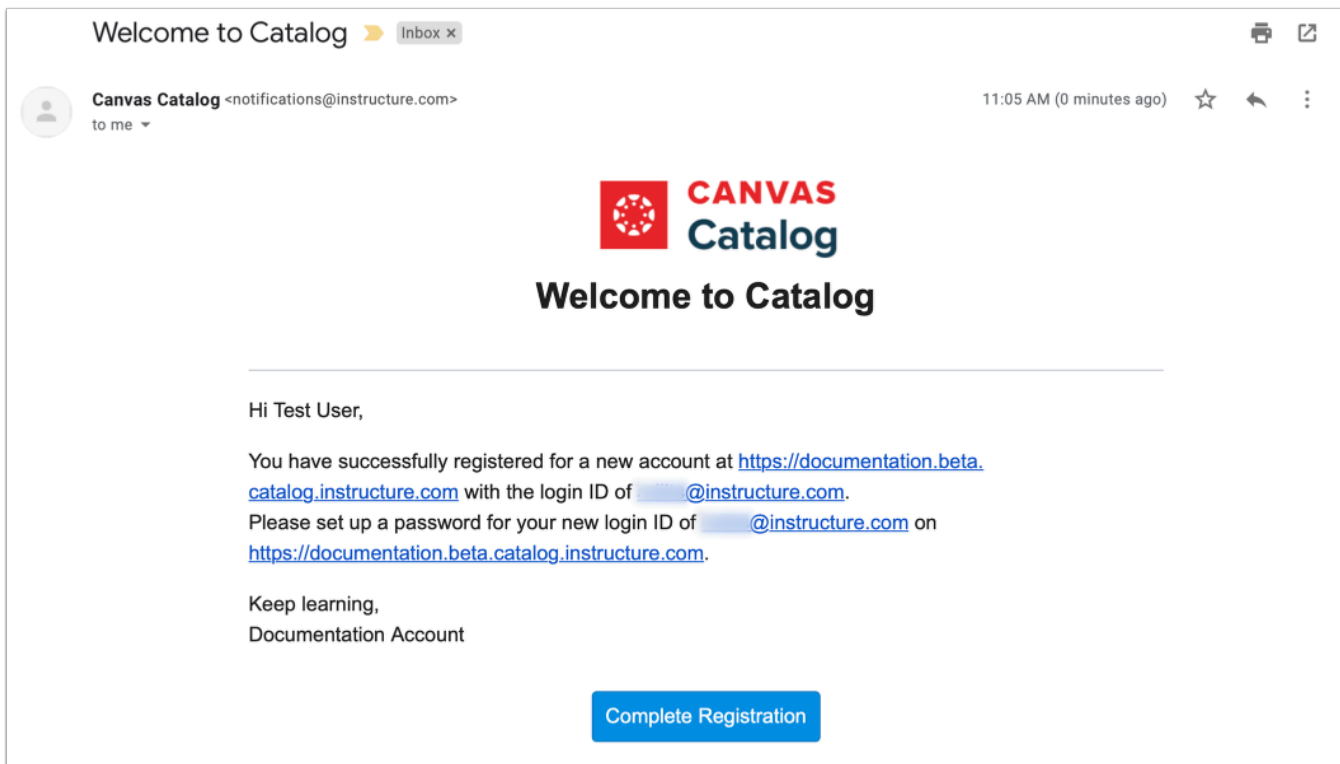 Welcome to Catalog Inbox ×
Canvas Catalog <notifications@instructure.com> 11:05 AM (0 minutes ago)
to me
CANVAS
Catalog
Welcome to Catalog
Hi Test User,
You have successfully registered for a new account at https://documentation.beta.
catalog.instructure.com with the login ID of @instructure.com.
Please set up a password for your new login ID of @instructure.com on
https://documentation.beta.catalog.instructure.com.
Keep learning,
Documentation Account
Complete Registration